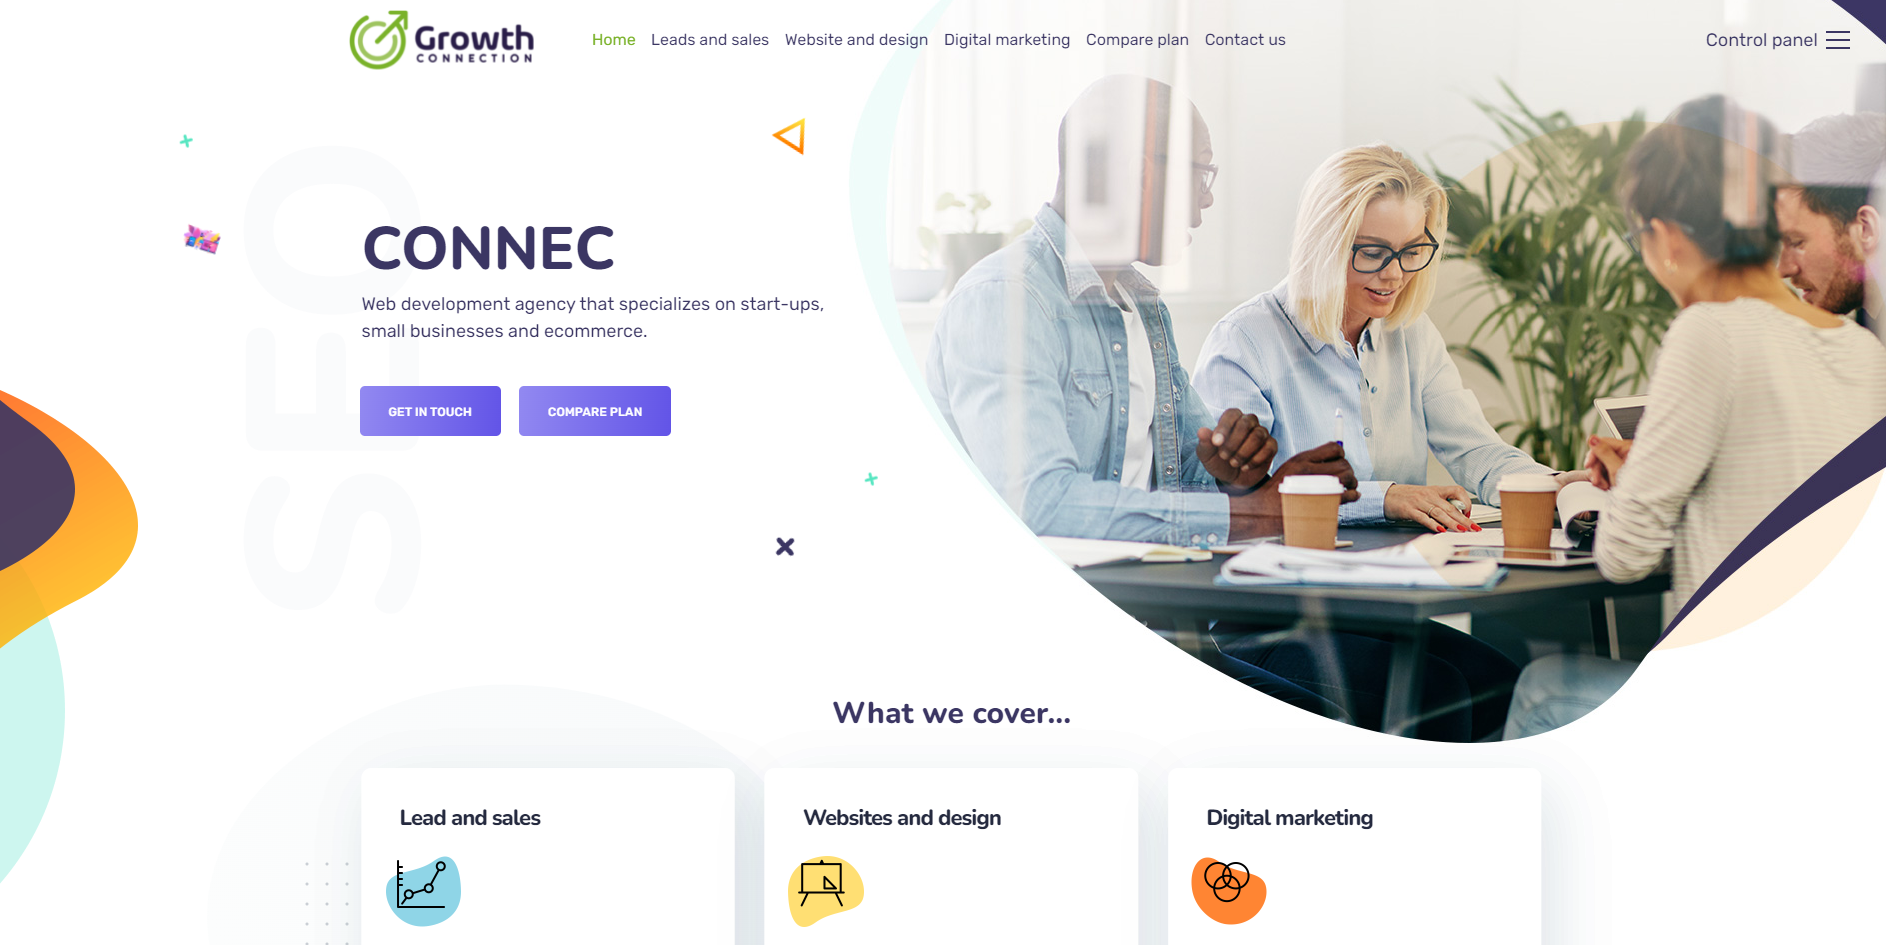 Growth
CONNECTION
Home Leads and sales Website and design Digital marketing Compare plan Contact us
Control panel
SEO
CONNEC
Web development agency that specializes on start-ups,
small businesses and ecommerce.
GET IN TOUCH COMPARE PLAN
What we cover...
Lead and sales
Websites and design
Digital marketing